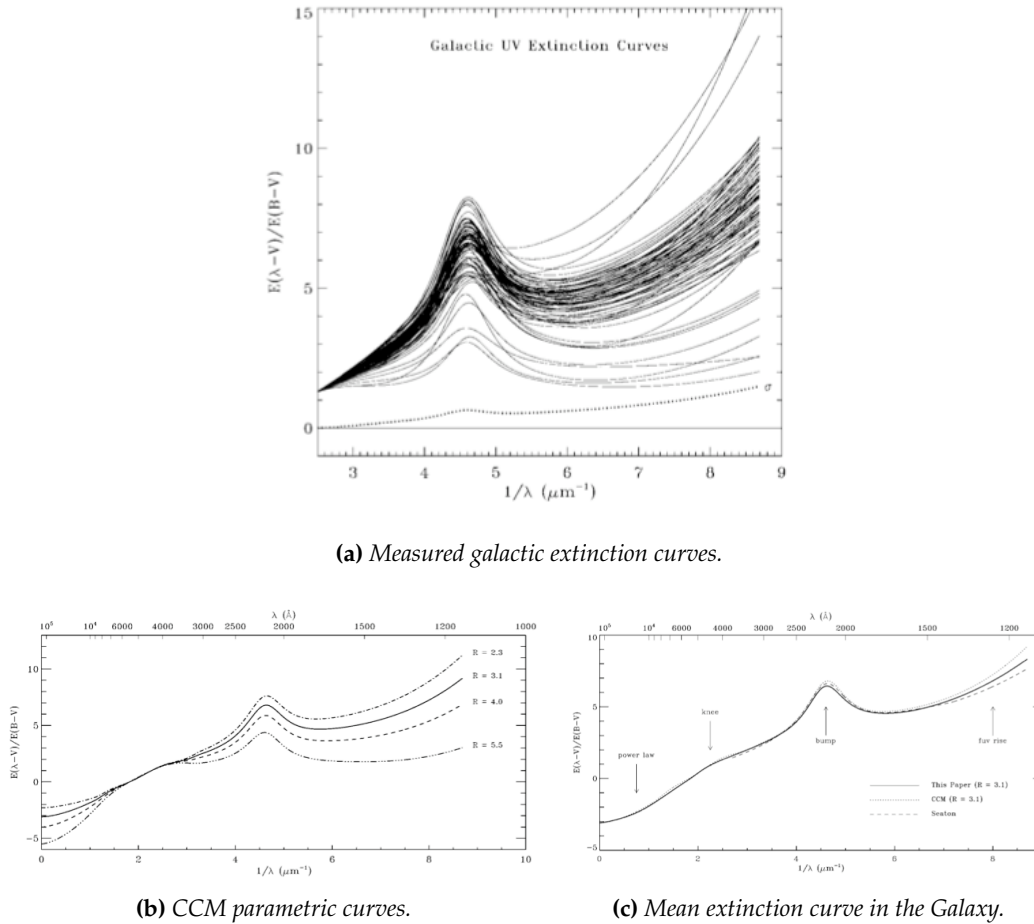 15
Galactic UV Extinction Curves
10
E(λ−V)/E(B−V)
5
σ
0
3 4 5 6 7 8 9
1/λ (μm⁻¹)
(a) Measured galactic extinction curves.
λ (Å)
10⁵ 10⁴ 6000 4000 3000 2500 2000 1500 1200 1000
R = 2.3
R = 3.1
R = 4.0
R = 5.5
10
5
0
−5
E(λ−V)/E(B−V)
0 2 4 6 8 10
1/λ (μm⁻¹)
(b) CCM parametric curves.
λ (Å)
10⁵ 10⁴ 6000 4000 3000 2500 2000 1500 1200
10
5
0
−5
E(λ−V)/E(B−V)
knee
power law
bump
fuv rise
This Paper (R = 3.1)
CCM (R = 3.1)
Seaton
0 2 4 6 8
1/λ (μm⁻¹)
(c) Mean extinction curve in the Galaxy.